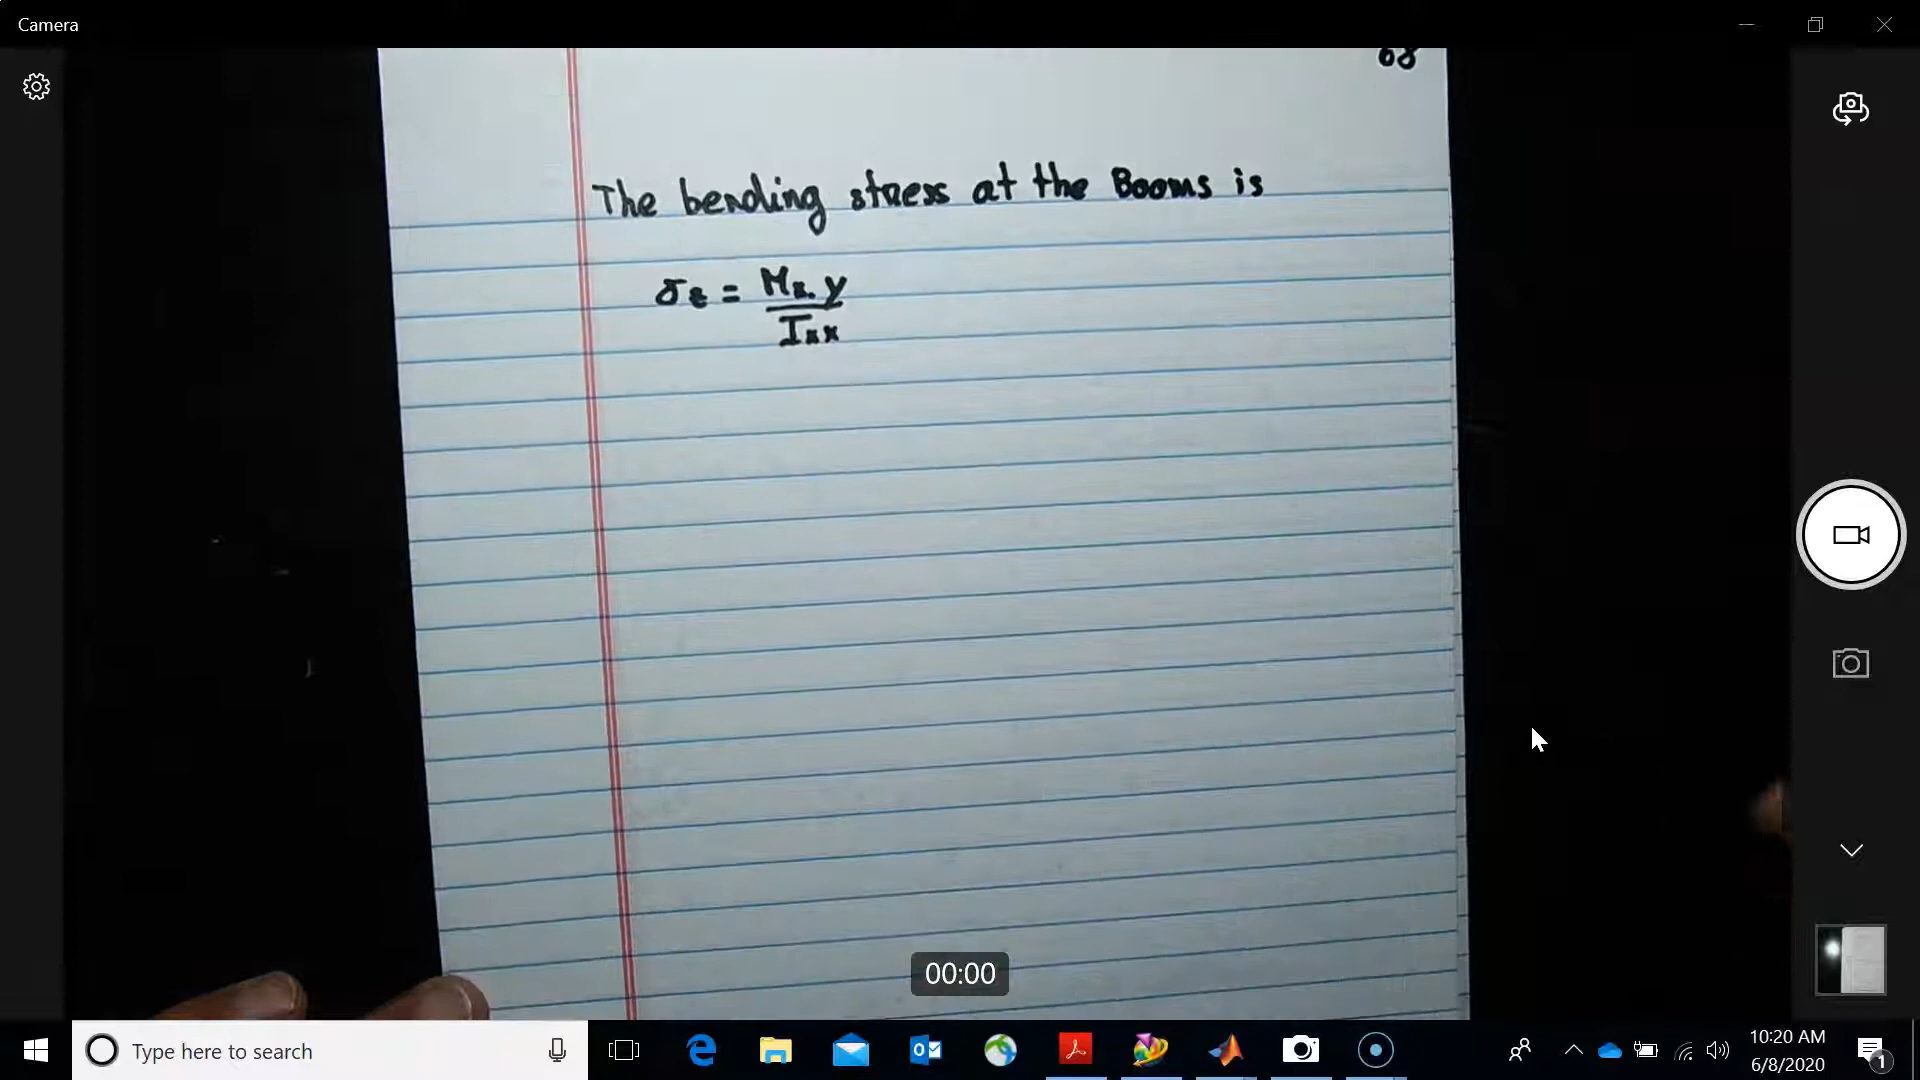 Camera
68
The bending stress at the Booms is
σz = Mx.y / Ixx
00:00
Type here to search
10:20 AM
6/8/2020
1